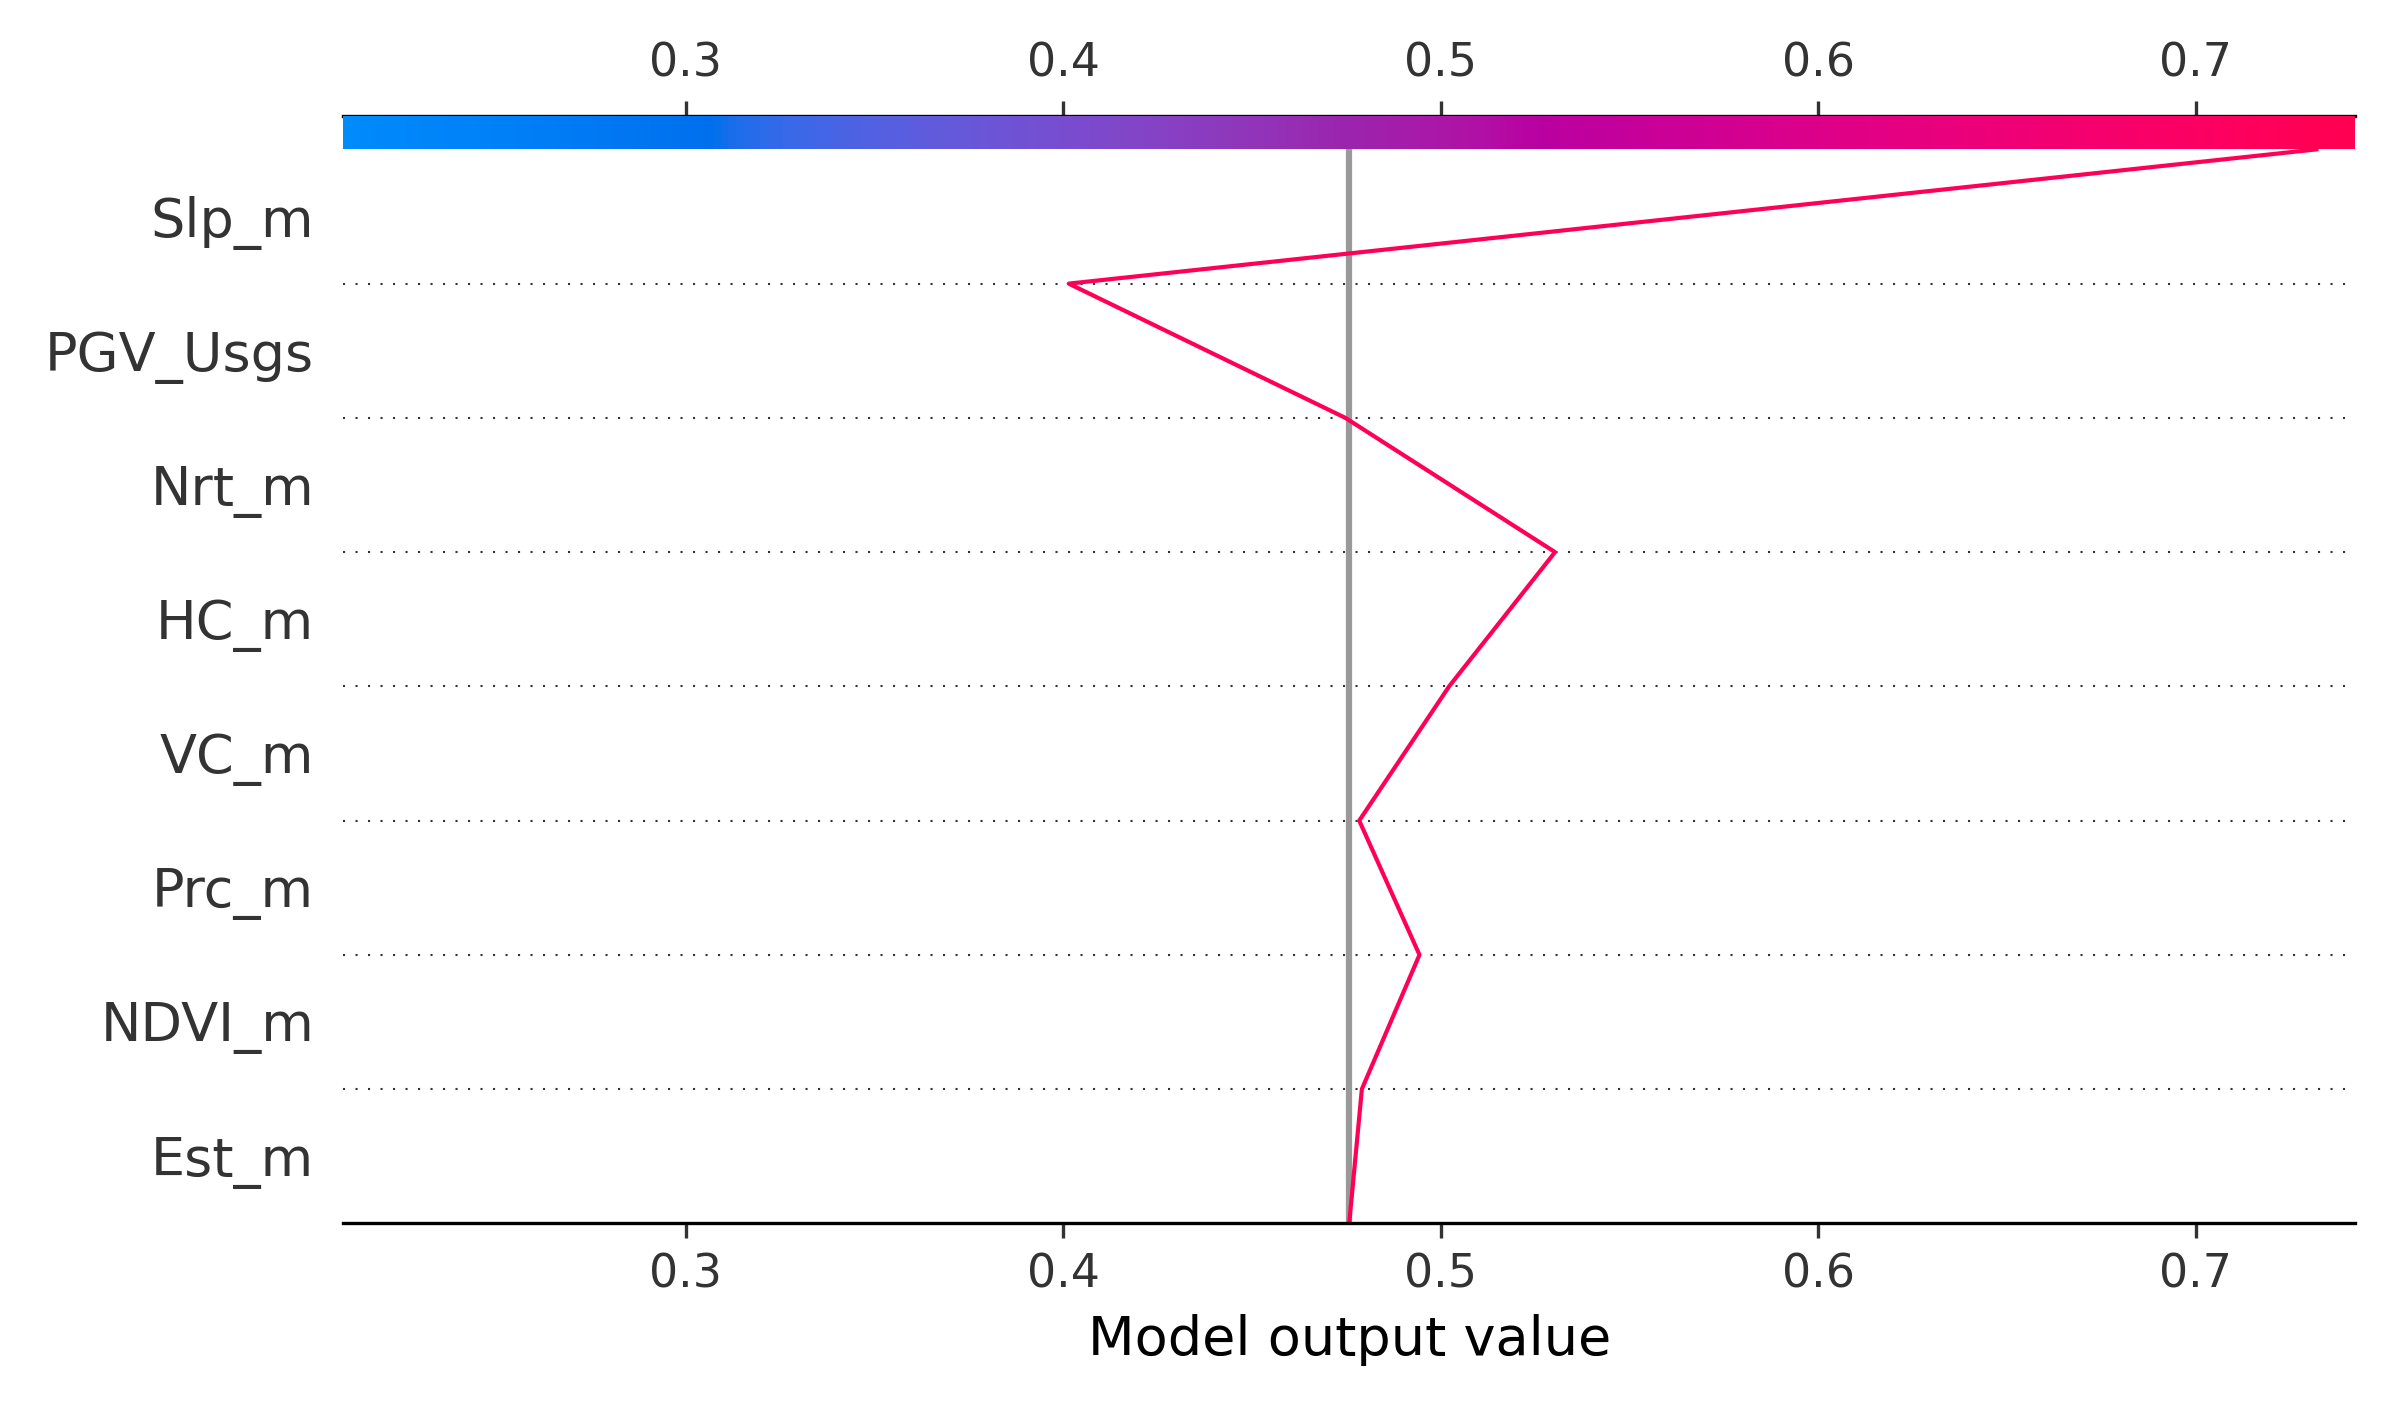 0.3 0.4 0.5 0.6 0.7
Slp_m
PGV_Usgs
Nrt_m
HC_m
VC_m
Prc_m
NDVI_m
Est_m
0.3 0.4 0.5 0.6 0.7
Model output value